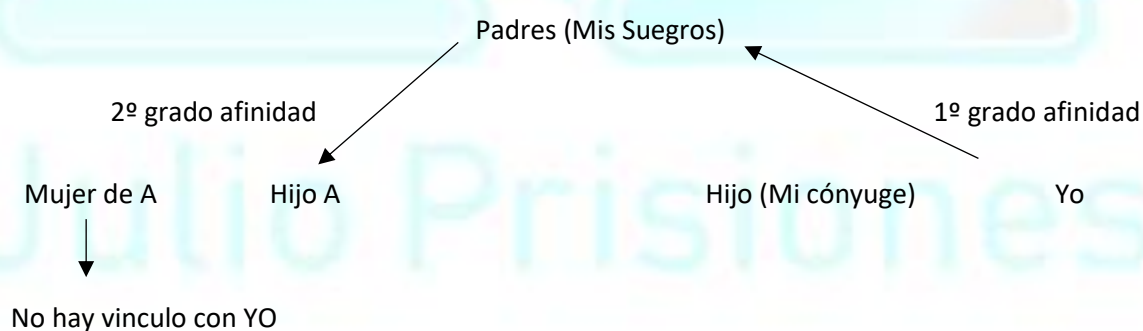 Padres (Mis Suegros)
2º grado afinidad
1º grado afinidad
Mujer de A
Hijo A
Hijo (Mi cónyuge)
Yo
Julio Prisiones
No hay vinculo con YO